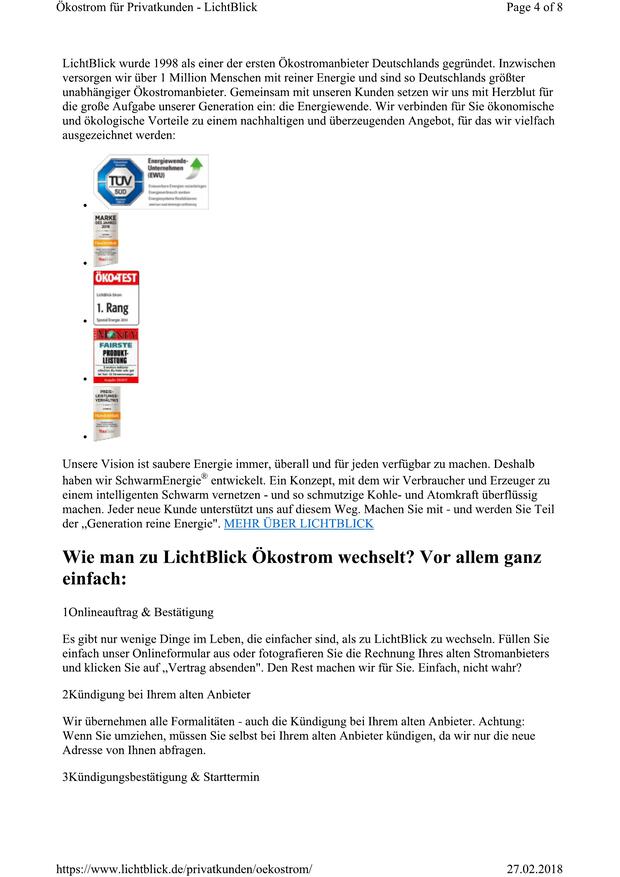 Ökostrom für Privatkunden - LichtBlick Page 4 of 8
LichtBlick wurde 1998 als einer der ersten Ökostromanbieter Deutschlands gegründet. Inzwischen
versorgen wir über 1 Million Menschen mit reiner Energie und sind so Deutschlands größter
unabhängiger Ökostromanbieter. Gemeinsam mit unseren Kunden setzen wir uns mit Herzblut für
die große Aufgabe unserer Generation ein: die Energiewende. Wir verbinden für Sie ökonomische
und ökologische Vorteile zu einem nachhaltigen und überzeugenden Angebot, für das wir vielfach
ausgezeichnet werden:
Energiewende-
Unternehmen
(EWU)
TÜV
SÜD
MARKE
DES JAHRES
ÖKO-TEST
1. Rang
MONEY
FAIRSTE
PRODUKT-
LEISTUNG
PREIS-
LEISTUNGS-
VERHÄLTNIS
Unsere Vision ist saubere Energie immer, überall und für jeden verfügbar zu machen. Deshalb
haben wir SchwarmEnergie® entwickelt. Ein Konzept, mit dem wir Verbraucher und Erzeuger zu
einem intelligenten Schwarm vernetzen - und so schmutzige Kohle- und Atomkraft überflüssig
machen. Jeder neue Kunde unterstützt uns auf diesem Weg. Machen Sie mit - und werden Sie Teil
der „Generation reine Energie". MEHR ÜBER LICHTBLICK
Wie man zu LichtBlick Ökostrom wechselt? Vor allem ganz
einfach:
1Onlineauftrag & Bestätigung
Es gibt nur wenige Dinge im Leben, die einfacher sind, als zu LichtBlick zu wechseln. Füllen Sie
einfach unser Onlineformular aus oder fotografieren Sie die Rechnung Ihres alten Stromanbieters
und klicken Sie auf „Vertrag absenden". Den Rest machen wir für Sie. Einfach, nicht wahr?
2Kündigung bei Ihrem alten Anbieter
Wir übernehmen alle Formalitäten - auch die Kündigung bei Ihrem alten Anbieter. Achtung:
Wenn Sie umziehen, müssen Sie selbst bei Ihrem alten Anbieter kündigen, da wir nur die neue
Adresse von Ihnen abfragen.
3Kündigungsbestätigung & Starttermin
https://www.lichtblick.de/privatkunden/oekostrom/ 27.02.2018